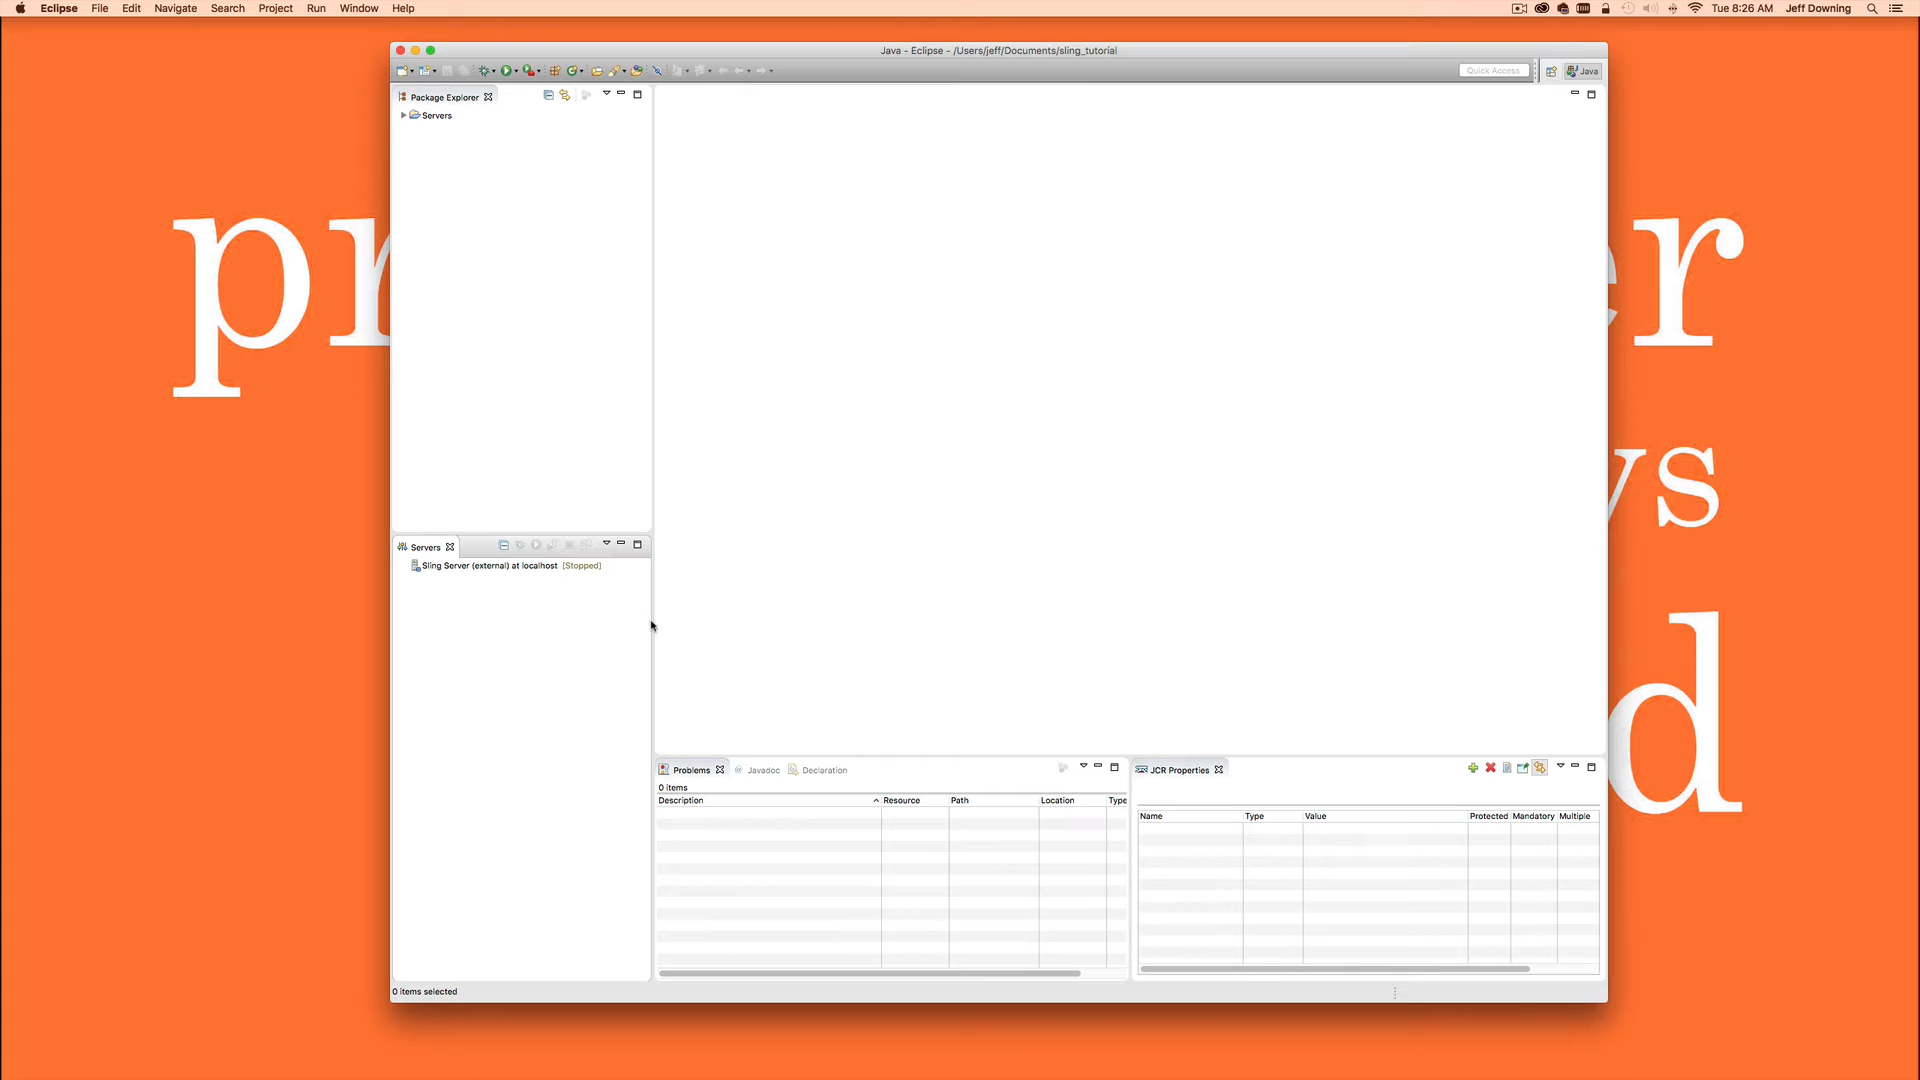 Eclipse File Edit Navigate Search Project Run Window Help Tue 8:26 AM Jeff Downing
Java - Eclipse - /Users/jeff/Documents/sling_tutorial
Quick Access Java
Package Explorer
Servers
Servers
Sling Server (external) at localhost [Stopped]
Problems Javadoc Declaration
0 items
Description Resource Path Location Type
JCR Properties
Name Type Value Protected Mandatory Multiple
0 items selected